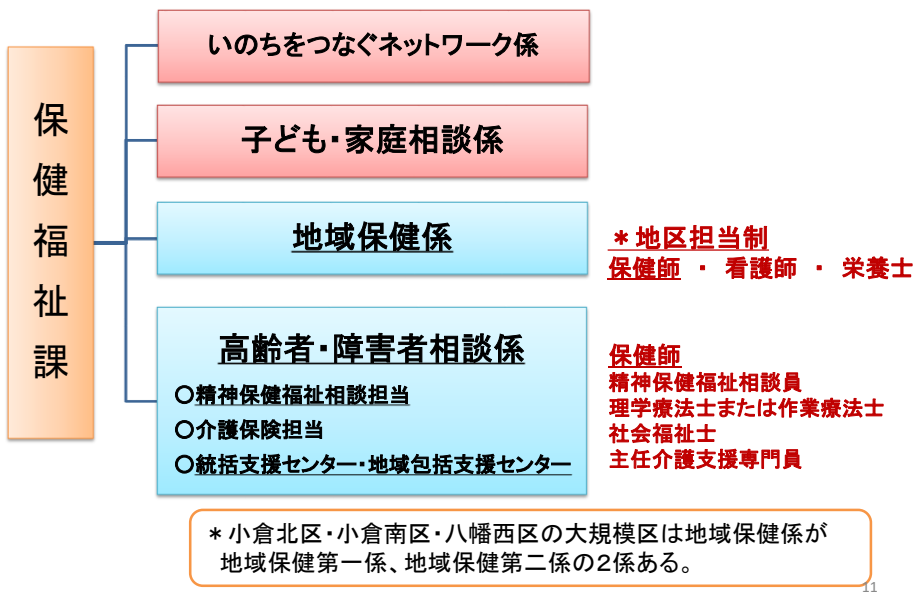 保健福祉課
いのちをつなぐネットワーク係
子ども・家庭相談係
地域保健係
＊地区担当制
保健師 ・ 看護師 ・ 栄養士
高齢者・障害者相談係
○精神保健福祉相談担当
○介護保険担当
○統括支援センター・地域包括支援センター
保健師
精神保健福祉相談員
理学療法士または作業療法士
社会福祉士
主任介護支援専門員
＊小倉北区・小倉南区・八幡西区の大規模区は地域保健係が
地域保健第一係、地域保健第二係の２係ある。
11